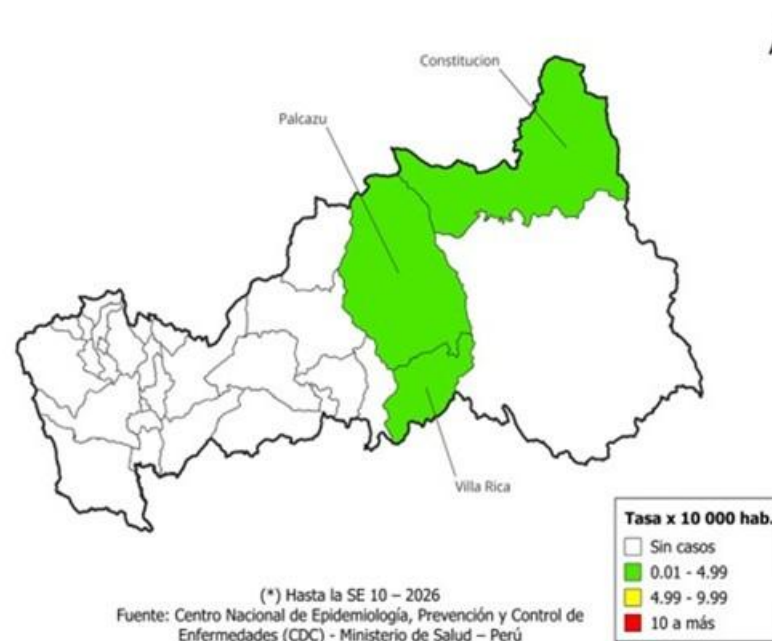 Constitucion
Palcazu
Villa Rica
Tasa x 10 000 hab.
Sin casos
0.01 - 4.99
4.99 - 9.99
10 a más
(*) Hasta la SE 10 – 2026
Fuente: Centro Nacional de Epidemiología, Prevención y Control de
Enfermedades (CDC) - Ministerio de Salud – Perú